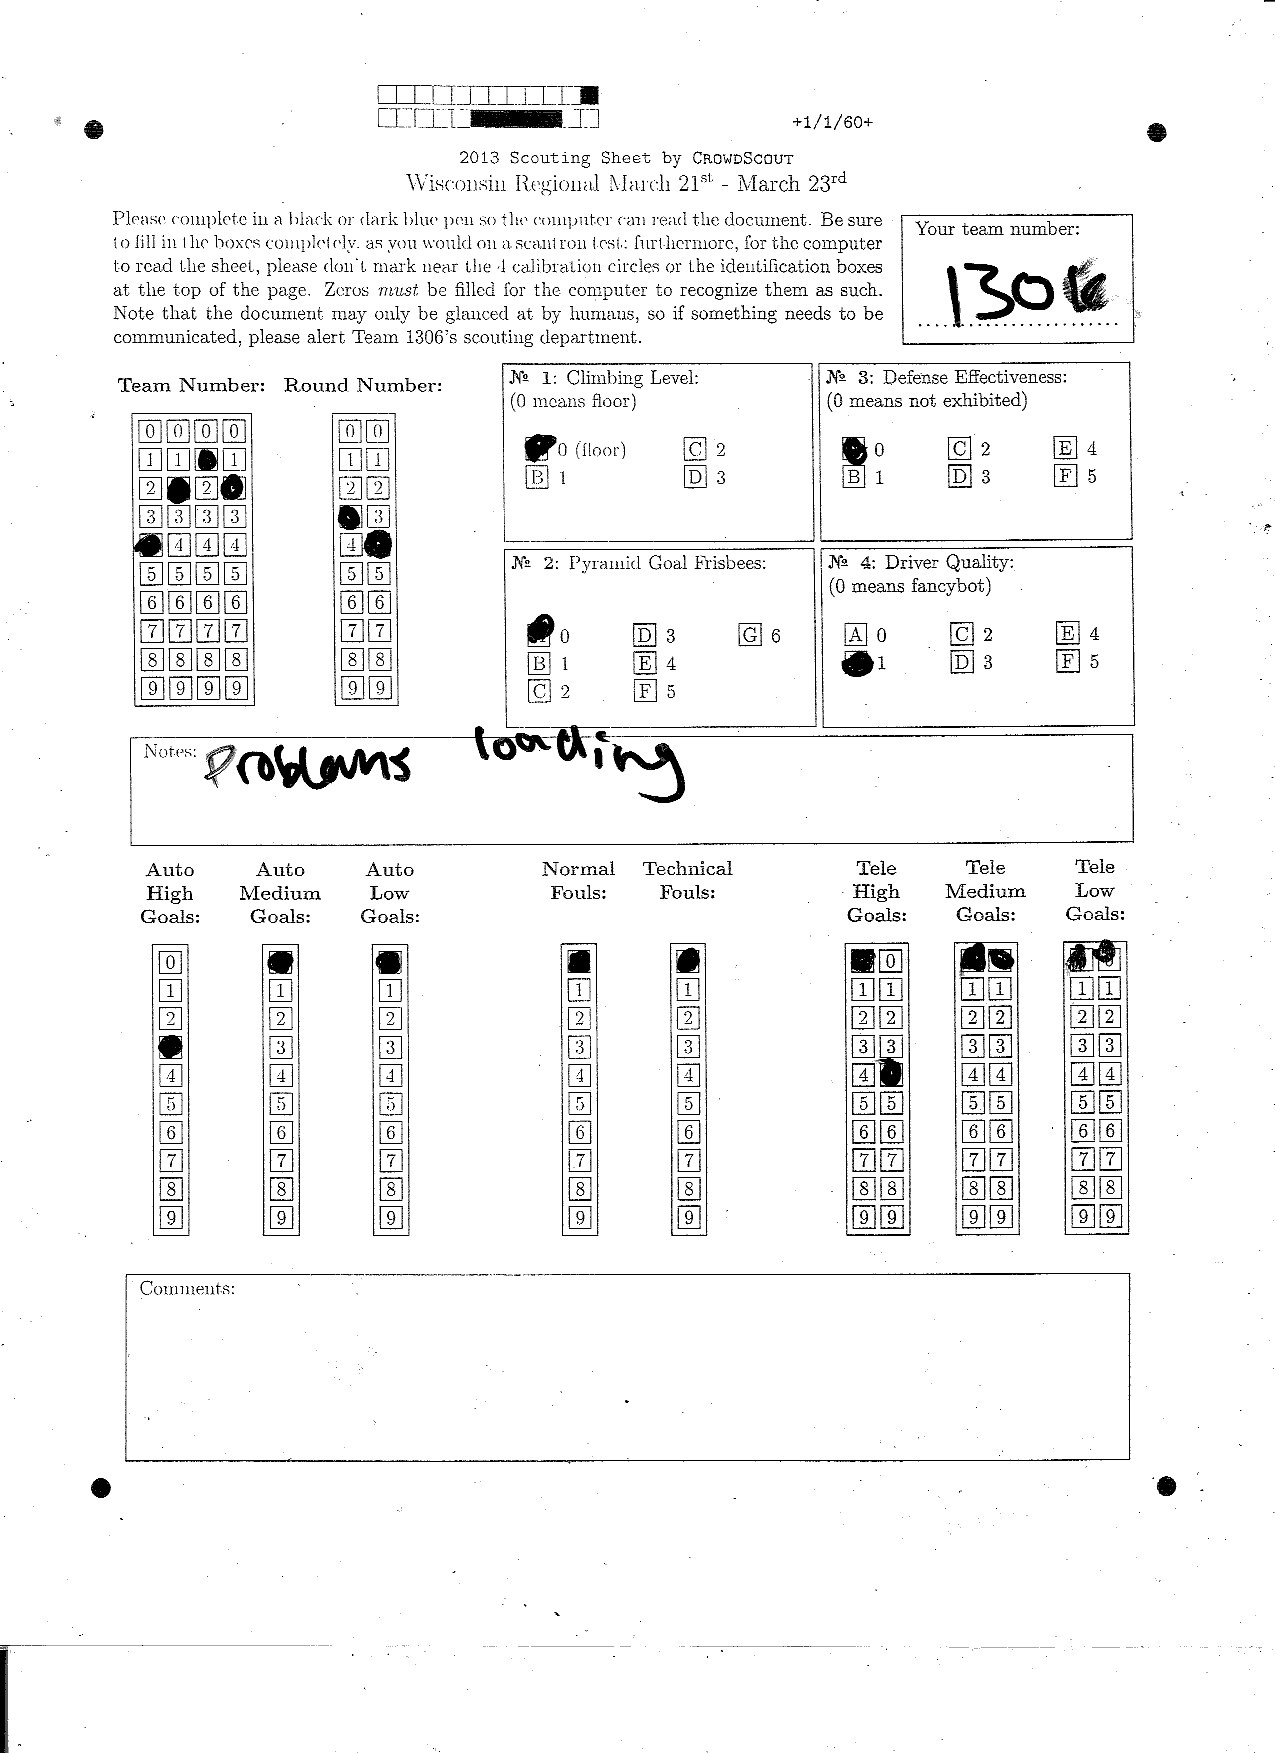 +1/1/60+
2013 Scouting Sheet by CROWDSCOUT
Wisconsin Regional March 21st - March 23rd
Please complete in a black or dark blue pen so the computer can read the document. Be sure
to fill in the boxes completely, as you would on a scantron test; furthermore, for the computer
to read the sheet, please don't mark near the 4 calibration circles or the identification boxes
at the top of the page. Zeros must be filled for the computer to recognize them as such.
Note that the document may only be glanced at by humans, so if something needs to be
communicated, please alert Team 1306's scouting department.
Your team number:
1306
Team Number: Round Number:
0 0 0 0 0 0
1 1 1 1 1
2 2 2 2
3 3 3 3 3
4 4 4 4
5 5 5 5 5 5
6 6 6 6 6 6
7 7 7 7 7 7
8 8 8 8 8 8
9 9 9 9 9 9
№ 1: Climbing Level:
(0 means floor)
0 (floor) C 2
B 1 D 3
№ 3: Defense Effectiveness:
(0 means not exhibited)
0 C 2 E 4
B 1 D 3 F 5
№ 2: Pyramid Goal Frisbees:
0 D 3 G 6
B 1 E 4
C 2 F 5
№ 4: Driver Quality:
(0 means fancybot)
A 0 C 2 E 4
1 D 3 F 5
Notes: Problems loading
Auto High Goals: Auto Medium Goals: Auto Low Goals: Normal Fouls: Technical Fouls: Tele High Goals: Tele Medium Goals: Tele Low Goals:
0 0
1 1 1 1 1 1 1 1 1 1 1
2 2 2 2 2 2 2 2 2 2 2
3 3 3 3 3 3 3 3 3 3
4 4 4 4 4 4 4 4 4 4
5 5 5 5 5 5 5 5 5 5 5
6 6 6 6 6 6 6 6 6 6 6
7 7 7 7 7 7 7 7 7 7 7
8 8 8 8 8 8 8 8 8 8 8
9 9 9 9 9 9 9 9 9 9 9
Comments: